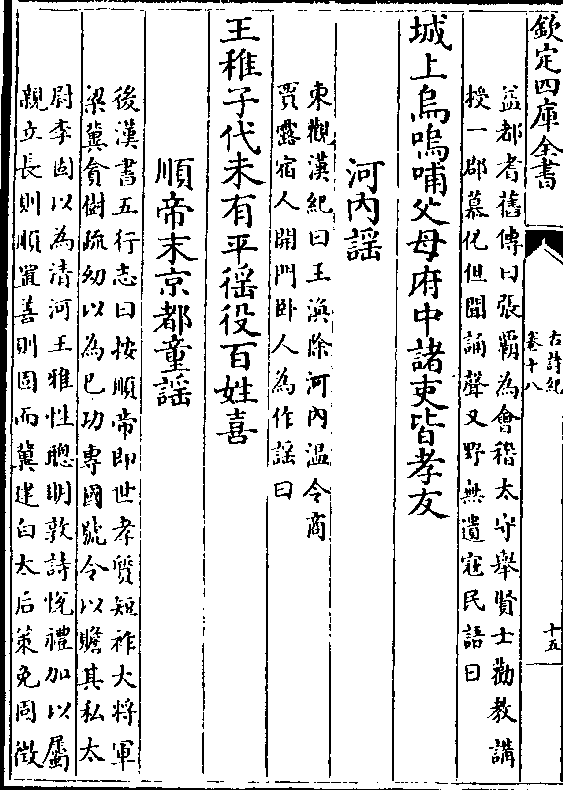 欽定四庫全書
古詩紀
卷十八
十五
益都耆舊傳曰張霸為會稽太守舉賢士勸教講
授一郡慕化但聞誦聲又野無遺寇民語曰
城上烏鳴哺父母府中諸吏皆孝友
河內謡
東觀漢紀曰王渙除河內温令商
賈露宿人開門卧人為作謡曰
王稚子代未有平徭役百姓喜
順帝末京都童謡
後漢書五行志曰按順帝即世孝質短祚大將軍
梁冀貪樹疏幼以為己功專國號令以贍其私太
尉李固以為清河王雅性聰明敦詩悅禮加以屬
親立長則順置善則固而冀建白太后策免固徵